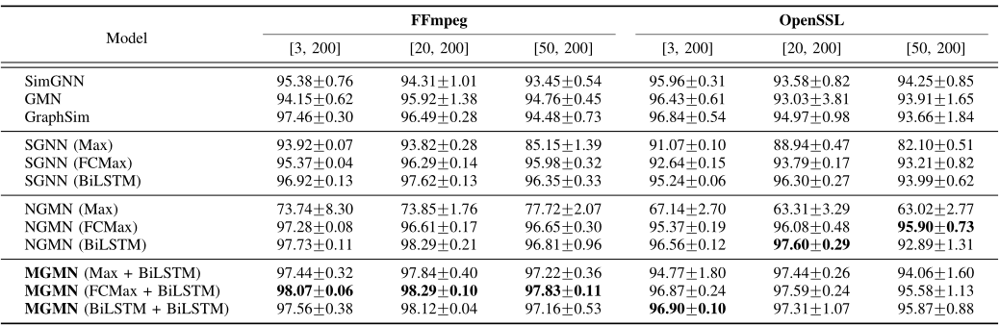 Model FFmpeg OpenSSL
[3, 200] [20, 200] [50, 200] [3, 200] [20, 200] [50, 200]
SimGNN 95.38±0.76 94.31±1.01 93.45±0.54 95.96±0.31 93.58±0.82 94.25±0.85
GMN 94.15±0.62 95.92±1.38 94.76±0.45 96.43±0.61 93.03±3.81 93.91±1.65
GraphSim 97.46±0.30 96.49±0.28 94.48±0.73 96.84±0.54 94.97±0.98 93.66±1.84
SGNN (Max) 93.92±0.07 93.82±0.28 85.15±1.39 91.07±0.10 88.94±0.47 82.10±0.51
SGNN (FCMax) 95.37±0.04 96.29±0.14 95.98±0.32 92.64±0.15 93.79±0.17 93.21±0.82
SGNN (BiLSTM) 96.92±0.13 97.62±0.13 96.35±0.33 95.24±0.06 96.30±0.27 93.99±0.62
NGMN (Max) 73.74±8.30 73.85±1.76 77.72±2.07 67.14±2.70 63.31±3.29 63.02±2.77
NGMN (FCMax) 97.28±0.08 96.61±0.17 96.65±0.30 95.37±0.19 96.08±0.48 95.90±0.73
NGMN (BiLSTM) 97.73±0.11 98.29±0.21 96.81±0.96 96.56±0.12 97.60±0.29 92.89±1.31
MGMN (Max + BiLSTM) 97.44±0.32 97.84±0.40 97.22±0.36 94.77±1.80 97.44±0.26 94.06±1.60
MGMN (FCMax + BiLSTM) 98.07±0.06 98.29±0.10 97.83±0.11 96.87±0.24 97.59±0.24 95.58±1.13
MGMN (BiLSTM + BiLSTM) 97.56±0.38 98.12±0.04 97.16±0.53 96.90±0.10 97.31±1.07 95.87±0.88